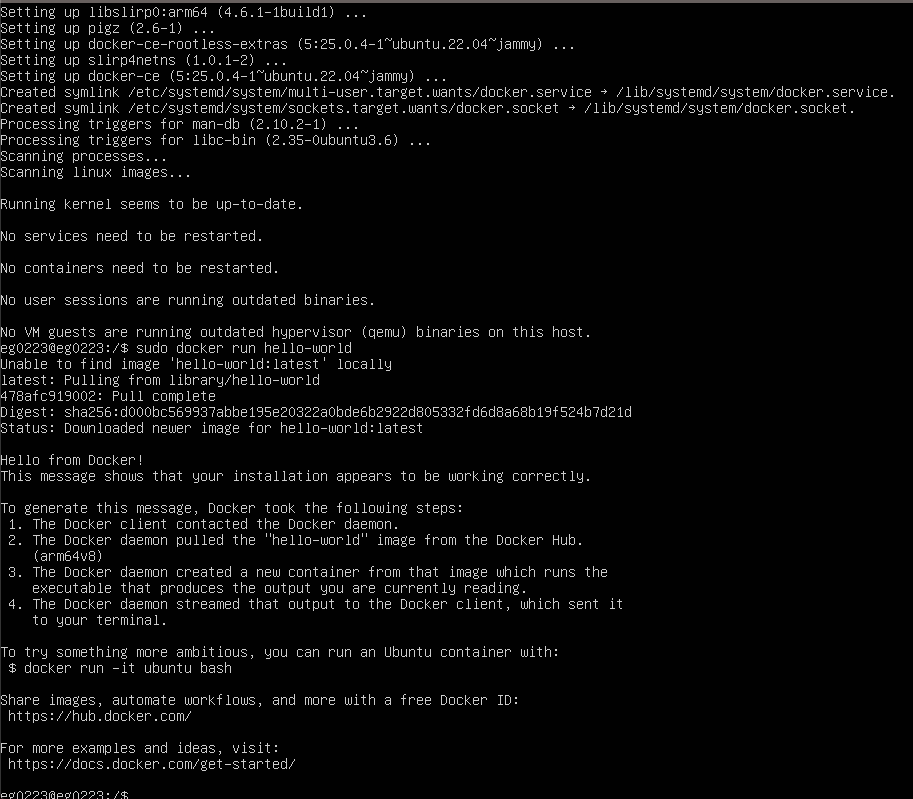 Setting up libslirp0:arm64 (4.6.1-1build1) ...
Setting up pigz (2.6-1) ...
Setting up docker-ce-rootless-extras (5:25.0.4-1~ubuntu.22.04~jammy) ...
Setting up slirp4netns (1.0.1-2) ...
Setting up docker-ce (5:25.0.4-1~ubuntu.22.04~jammy) ...
Created symlink /etc/systemd/system/multi-user.target.wants/docker.service → /lib/systemd/system/docker.service.
Created symlink /etc/systemd/system/sockets.target.wants/docker.socket → /lib/systemd/system/docker.socket.
Processing triggers for man-db (2.10.2-1) ...
Processing triggers for libc-bin (2.35-0ubuntu3.6) ...
Scanning processes...
Scanning linux images...
Running kernel seems to be up-to-date.
No services need to be restarted.
No containers need to be restarted.
No user sessions are running outdated binaries.
No VM guests are running outdated hypervisor (qemu) binaries on this host.
eg0223@eg0223:/$ sudo docker run hello-world
Unable to find image 'hello-world:latest' locally
latest: Pulling from library/hello-world
478afc919002: Pull complete
Digest: sha256:d000bc569937abbe195e20322a0bde6b2922d805332fd6d8a68b19f524b7d21d
Status: Downloaded newer image for hello-world:latest
Hello from Docker!
This message shows that your installation appears to be working correctly.
To generate this message, Docker took the following steps:
1. The Docker client contacted the Docker daemon.
2. The Docker daemon pulled the "hello-world" image from the Docker Hub.
(arm64v8)
3. The Docker daemon created a new container from that image which runs the
executable that produces the output you are currently reading.
4. The Docker daemon streamed that output to the Docker client, which sent it
to your terminal.
To try something more ambitious, you can run an Ubuntu container with:
$ docker run -it ubuntu bash
Share images, automate workflows, and more with a free Docker ID:
https://hub.docker.com/
For more examples and ideas, visit:
https://docs.docker.com/get-started/
eg0223@eg0223:/$